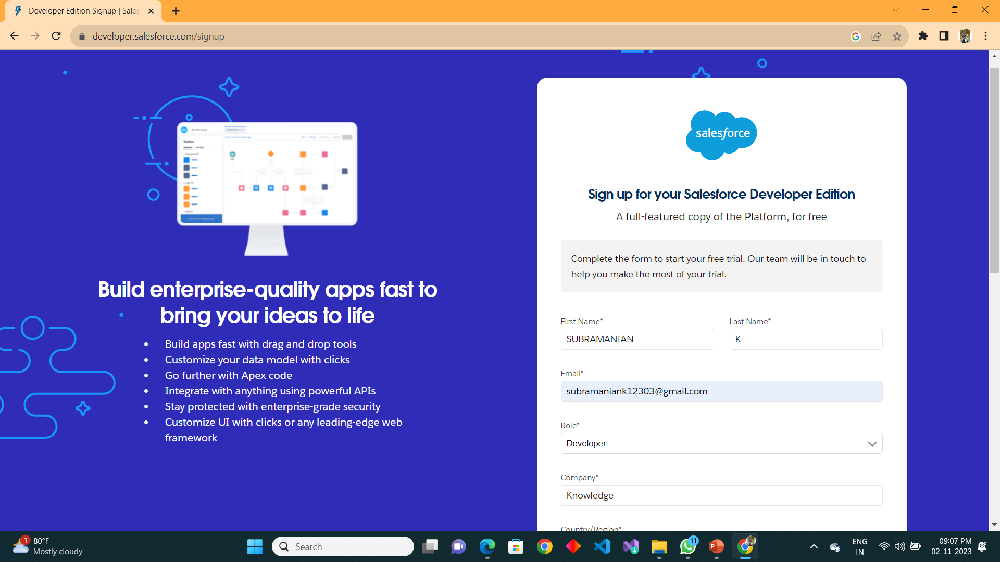 Developer Edition Signup | Sales
developer.salesforce.com/signup
Build enterprise-quality apps fast to
bring your ideas to life
• Build apps fast with drag and drop tools
• Customize your data model with clicks
• Go further with Apex code
• Integrate with anything using powerful APIs
• Stay protected with enterprise-grade security
• Customize UI with clicks or any leading-edge web
framework
salesforce
Sign up for your Salesforce Developer Edition
A full-featured copy of the Platform, for free
Complete the form to start your free trial. Our team will be in touch to
help you make the most of your trial.
First Name* Last Name*
SUBRAMANIAN K
Email*
subramaniank12303@gmail.com
Role*
Developer
Company*
Knowledge
Country/Region*
1 80°F
Mostly cloudy
Search
11
ENG
IN
09:07 PM
02-11-2023